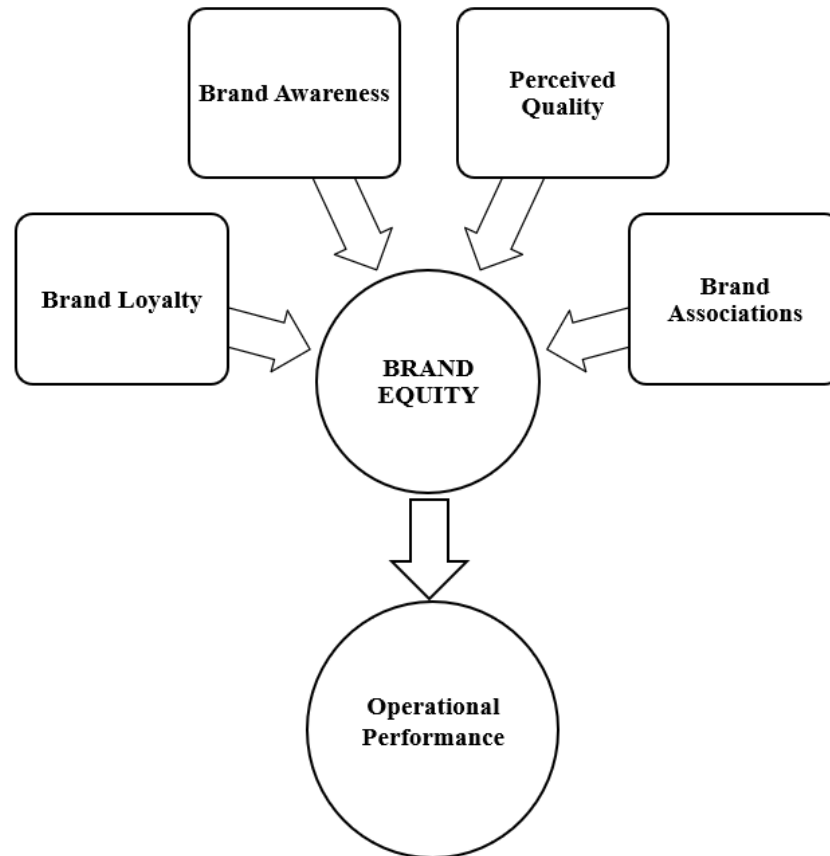 Brand Awareness
Perceived
Quality
Brand Loyalty
Brand
Associations
BRAND
EQUITY
Operational
Performance